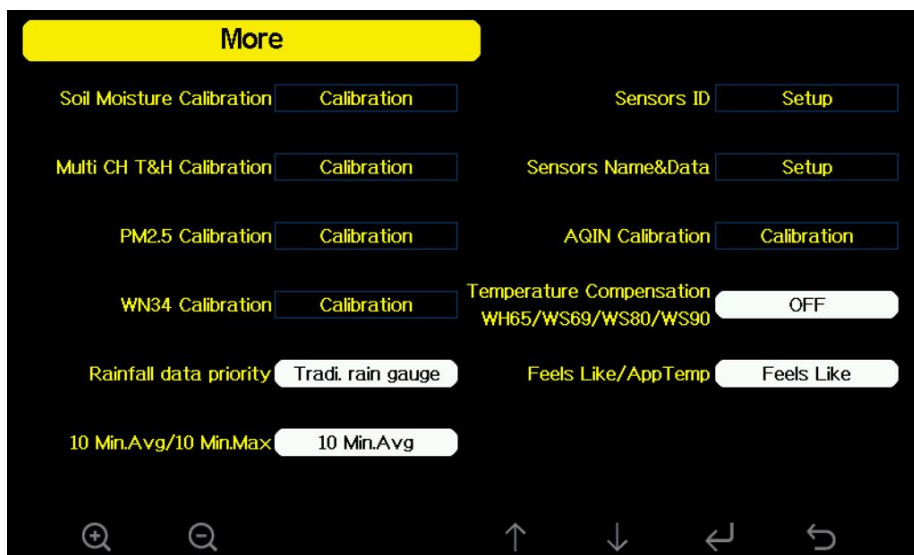 More
Soil Moisture Calibration Calibration Sensors ID Setup
Multi CH T&H Calibration Calibration Sensors Name&Data Setup
PM2.5 Calibration Calibration AQIN Calibration Calibration
WN34 Calibration Calibration Temperature Compensation
WH65/WS69/WS80/WS90 OFF
Rainfall data priority Tradi. rain gauge Feels Like/AppTemp Feels Like
10 Min.Avg/10 Min.Max 10 Min.Avg